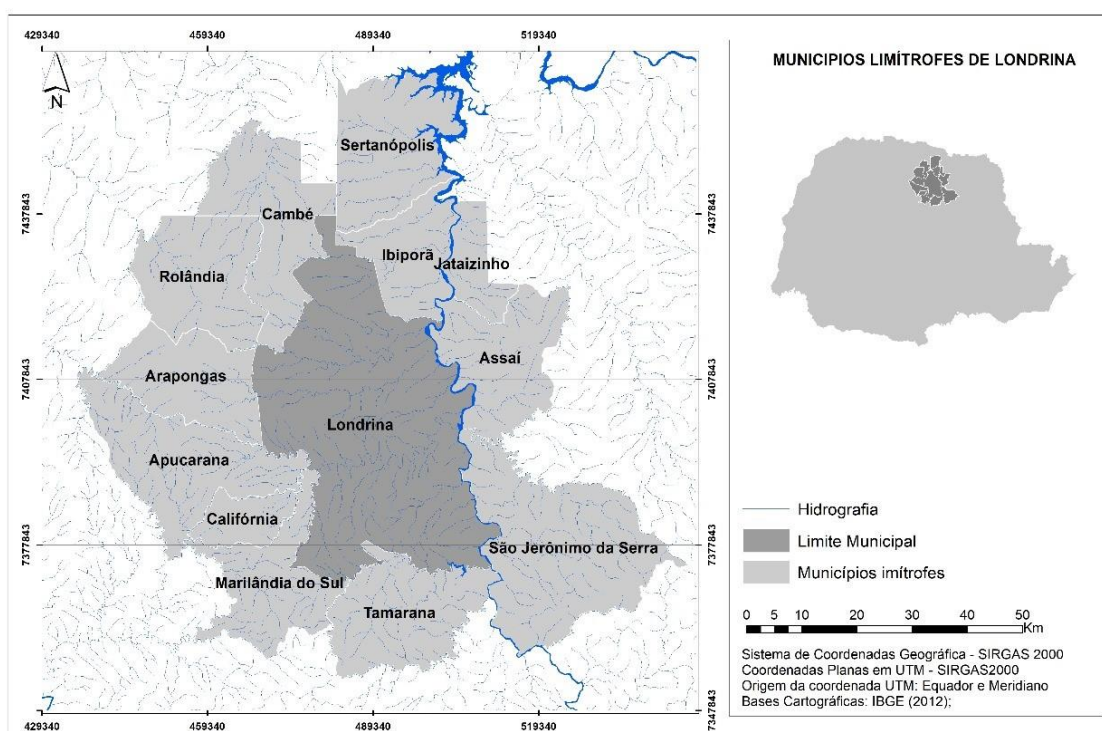 429340 459340 489340 519340
N
7437843
7407843
7377843
7347843
Sertanópolis
Cambé
Ibiporã
Jataizinho
Rolândia
Assaí
Arapongas
Londrina
Apucarana
Califórnia
São Jerônimo da Serra
Marilândia do Sul
Tamarana
7437843
7407843
7377843
7347843
429340 459340 489340 519340
MUNICIPIOS LIMÍTROFES DE LONDRINA
Hidrografia
Limite Municipal
Municípios imítrofes
0 5 10 20 30 40 50
Km
Sistema de Coordenadas Geográfica - SIRGAS 2000
Coordenadas Planas em UTM - SIRGAS2000
Origem da coordenada UTM: Equador e Meridiano
Bases Cartográficas: IBGE (2012);